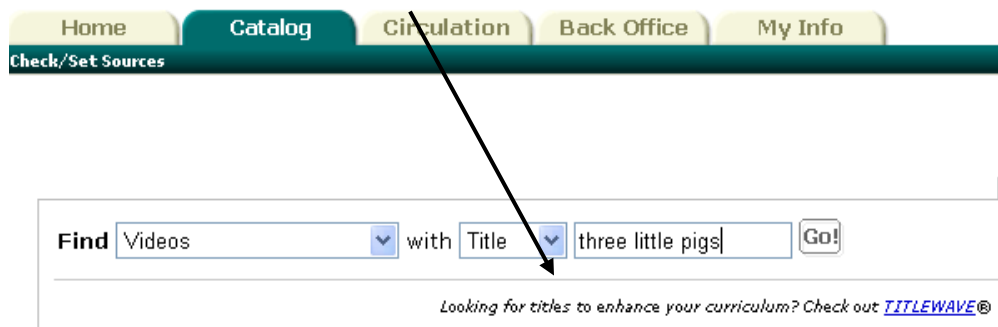 Home Catalog Circulation Back Office My Info
Check/Set Sources
Find Videos with Title three little pigs Go!
Looking for titles to enhance your curriculum? Check out TITLEWAVE®